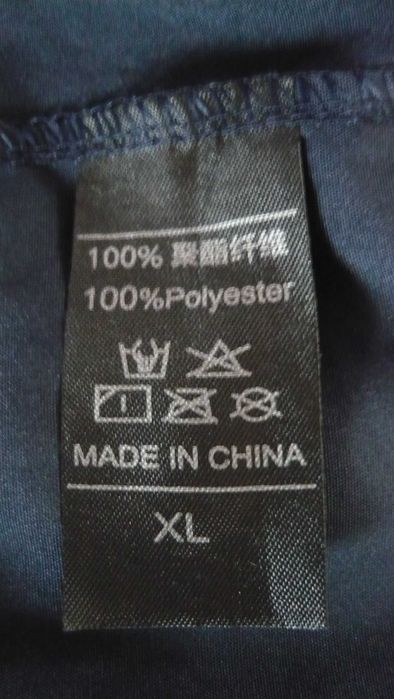 100% 聚酯纤维
100%Polyester
MADE IN CHINA
XL